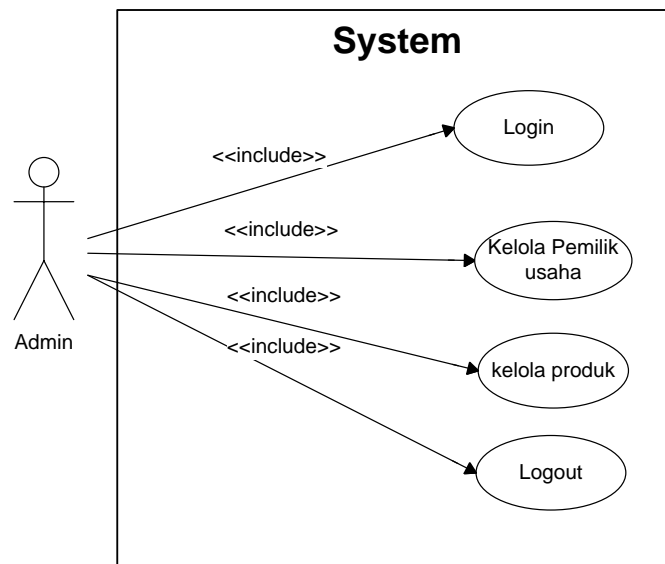 System
Login
<<include>>
<<include>>
Kelola Pemilik
usaha
<<include>>
Admin
<<include>>
kelola produk
Logout